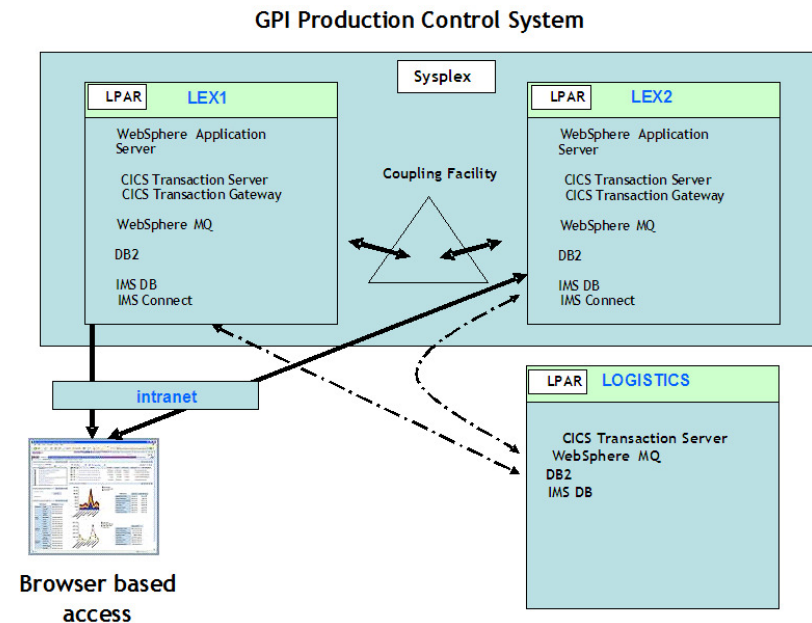 GPI Production Control System
Sysplex
LPAR LEX1
WebSphere Application
Server
CICS Transaction Server
CICS Transaction Gateway
WebSphere MQ
DB2
IMS DB
IMS Connect
Coupling Facility
LPAR LEX2
WebSphere Application
Server
CICS Transaction Server
CICS Transaction Gateway
WebSphere MQ
DB2
IMS DB
IMS Connect
intranet
LPAR LOGISTICS
CICS Transaction Server
WebSphere MQ
DB2
IMS DB
Browser based
access